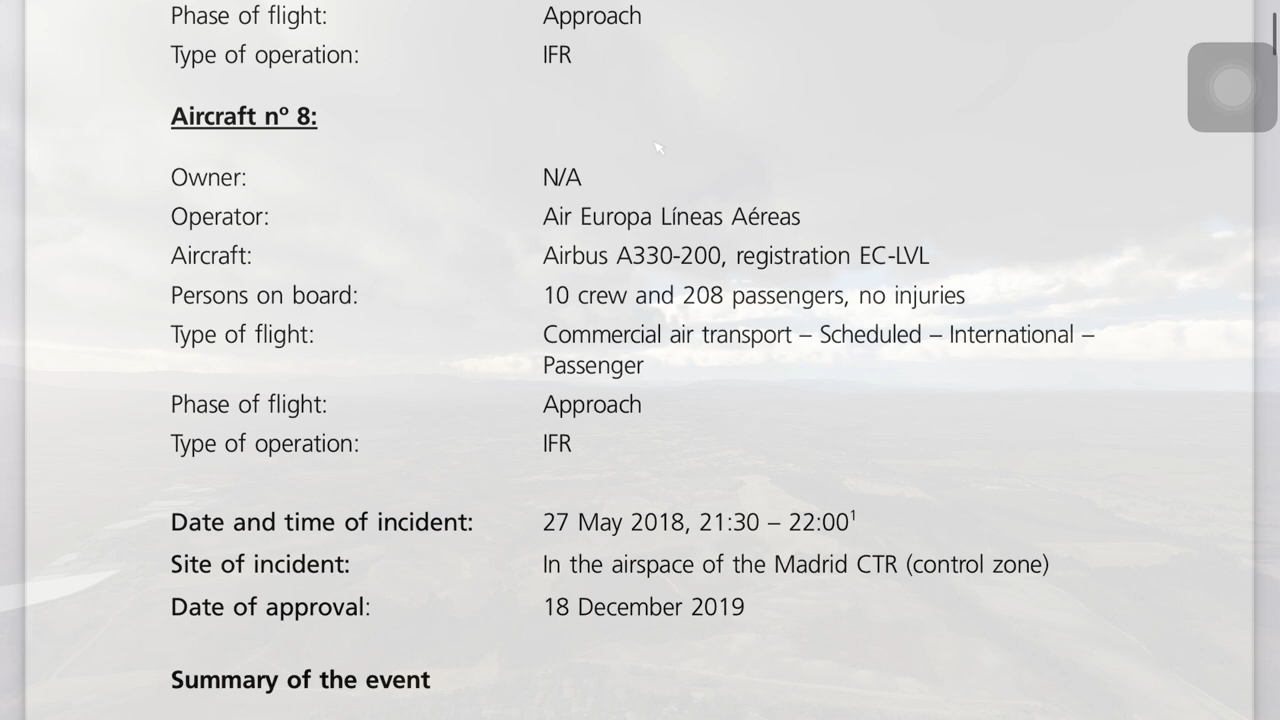 Phase of flight: Approach
Type of operation: IFR
Aircraft nº 8:
Owner: N/A
Operator: Air Europa Líneas Aéreas
Aircraft: Airbus A330-200, registration EC-LVL
Persons on board: 10 crew and 208 passengers, no injuries
Type of flight: Commercial air transport – Scheduled – International –
Passenger
Phase of flight: Approach
Type of operation: IFR
Date and time of incident: 27 May 2018, 21:30 – 22:00¹
Site of incident: In the airspace of the Madrid CTR (control zone)
Date of approval: 18 December 2019
Summary of the event